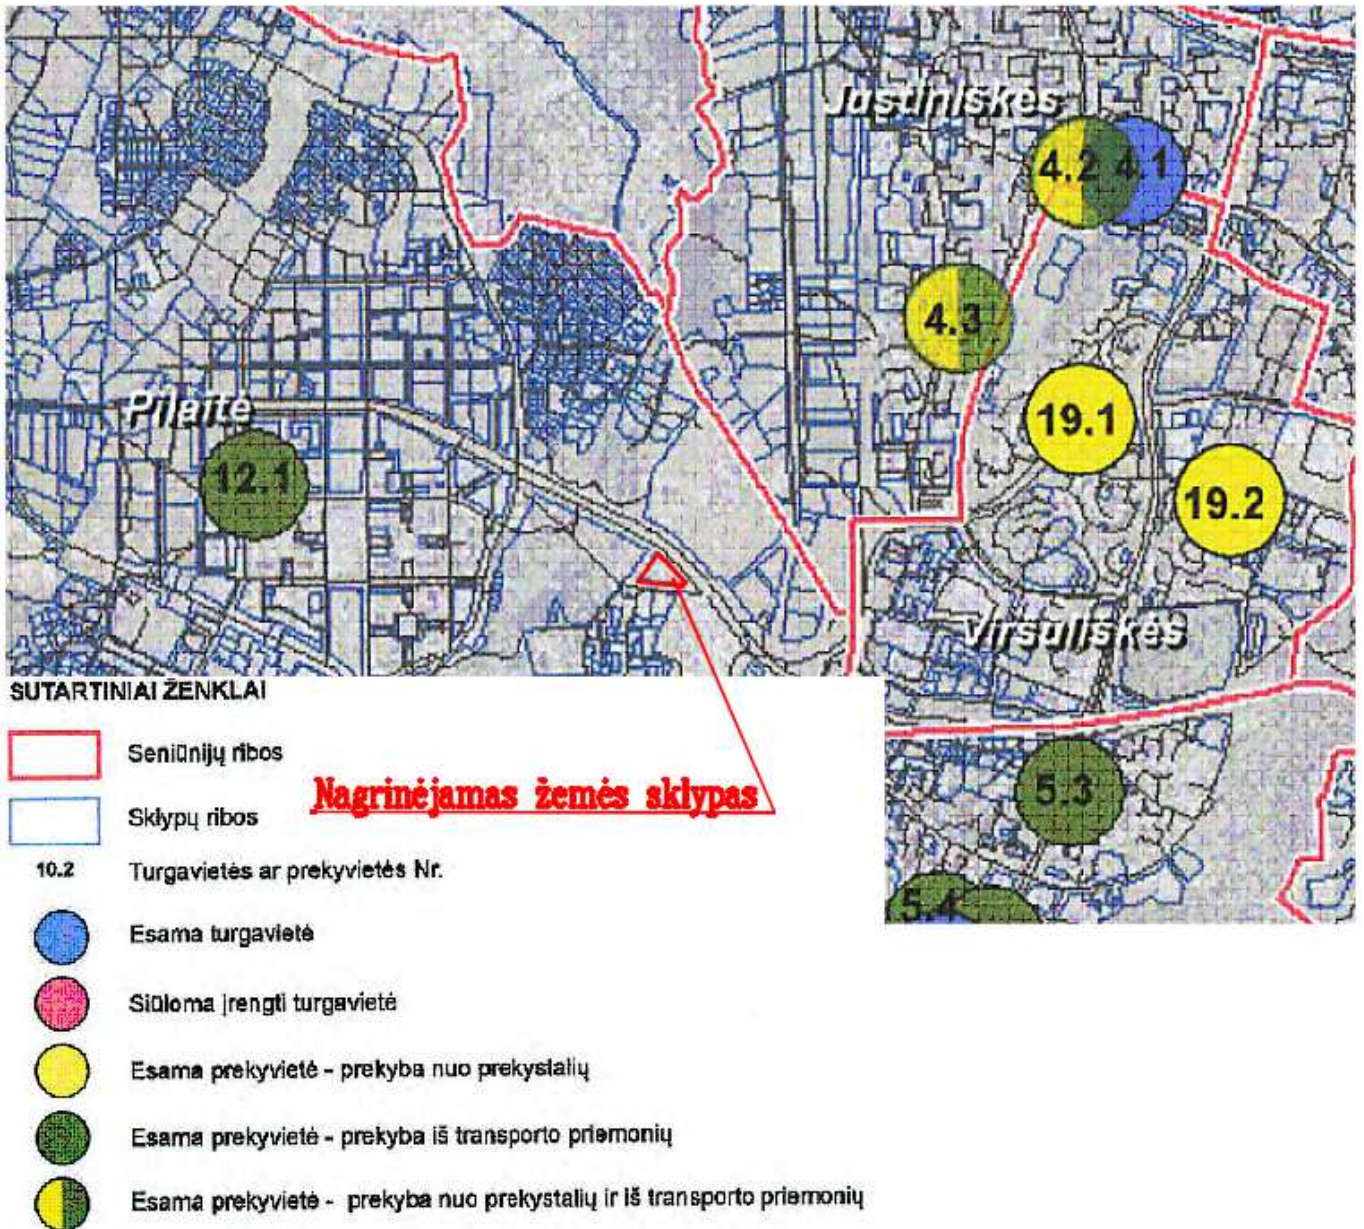 Justiniškės
4.2 4.1
4.3
Pilaitė
19.1
12.1
19.2
Viršuliškės
SUTARTINIAI ŽENKLAI
Seniūnijų ribos
Nagrinėjamas žemės sklypas
5.3
Sklypų ribos
10.2 Turgavietės ar prekyvietės Nr.
5.4
Esama turgavietė
Siūloma įrengti turgavietė
Esama prekyvietė - prekyba nuo prekystalių
Esama prekyvietė - prekyba iš transporto priemonių
Esama prekyvietė - prekyba nuo prekystalių ir iš transporto priemonių